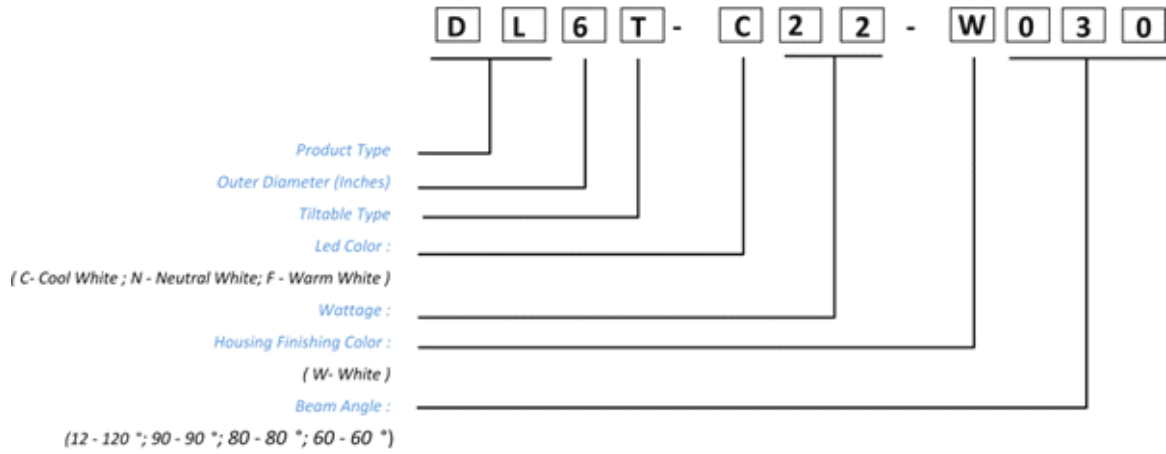 D L 6 T - C 2 2 - W 0 3 0
Product Type
Outer Diameter (Inches)
Tiltable Type
Led Color :
( C- Cool White ; N - Neutral White; F - Warm White )
Wattage :
Housing Finishing Color :
( W- White )
Beam Angle :
(12 - 120 °; 90 - 90 °; 80 - 80 °; 60 - 60 °)